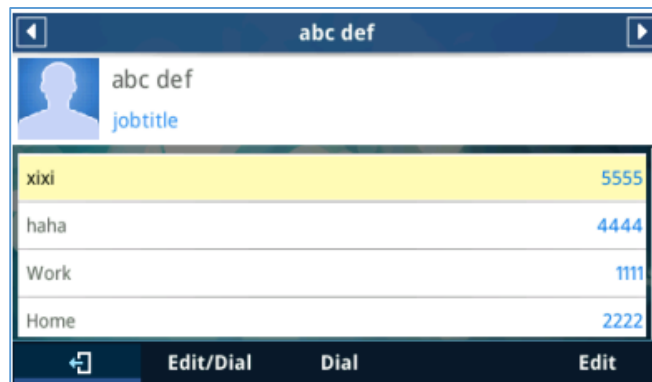 abc def
abc def
jobtitle
xixi 5555
haha 4444
Work 1111
Home 2222
Edit/Dial Dial Edit